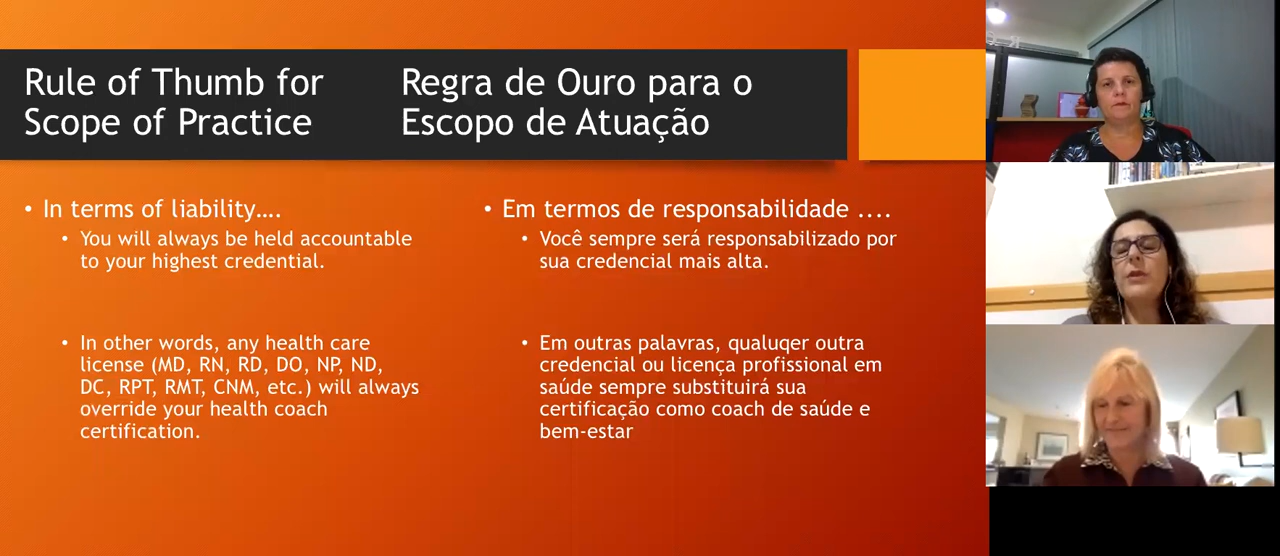 Rule of Thumb for
Scope of Practice
Regra de Ouro para o
Escopo de Atuação
• In terms of liability….
• You will always be held accountable
to your highest credential.
• In other words, any health care
license (MD, RN, RD, DO, NP, ND,
DC, RPT, RMT, CNM, etc.) will always
override your health coach
certification.
• Em termos de responsabilidade ....
• Você sempre será responsabilizado por
sua credencial mais alta.
• Em outras palavras, qualuqer outra
credencial ou licença profissional em
saúde sempre substituirá sua
certificação como coach de saúde e
bem-estar